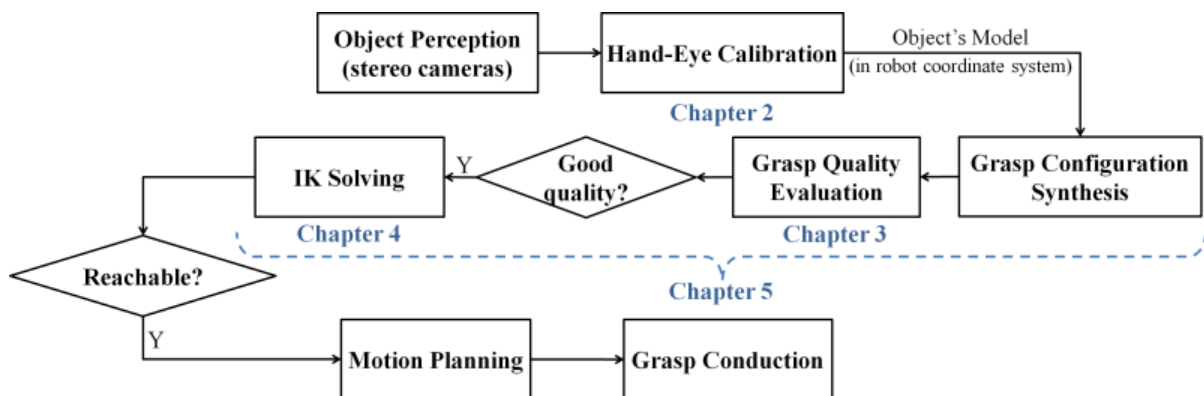 Object Perception
(stereo cameras)
Hand-Eye Calibration
Object's Model
(in robot coordinate system)
Chapter 2
IK Solving
Y
Good
quality?
Grasp Quality
Evaluation
Grasp Configuration
Synthesis
Chapter 4
Chapter 3
Reachable?
Chapter 5
Y
Motion Planning
Grasp Conduction